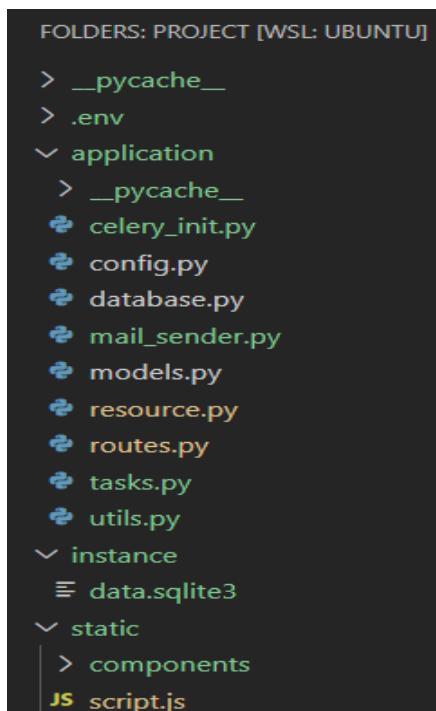 FOLDERS: PROJECT [WSL: UBUNTU]
__pycache__
.env
application
__pycache__
celery_init.py
config.py
database.py
mail_sender.py
models.py
resource.py
routes.py
tasks.py
utils.py
instance
data.sqlite3
static
components
JS script.js